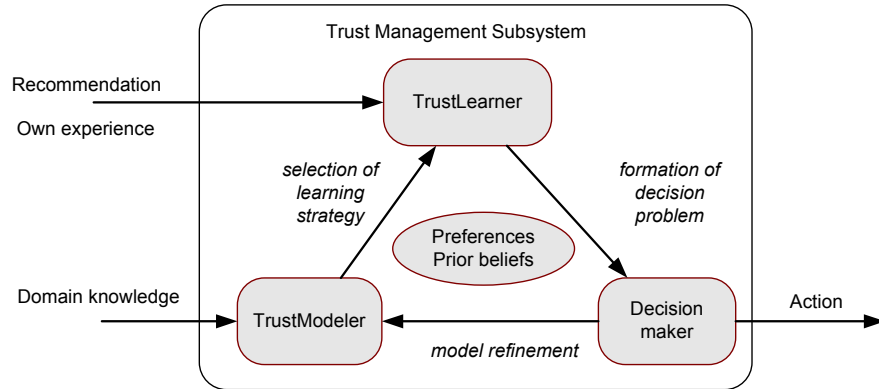 Trust Management Subsystem
Recommendation
Own experience
TrustLearner
selection of
learning
strategy
formation of
decision
problem
Preferences
Prior beliefs
Domain knowledge
TrustModeler
Decision
maker
Action
model refinement